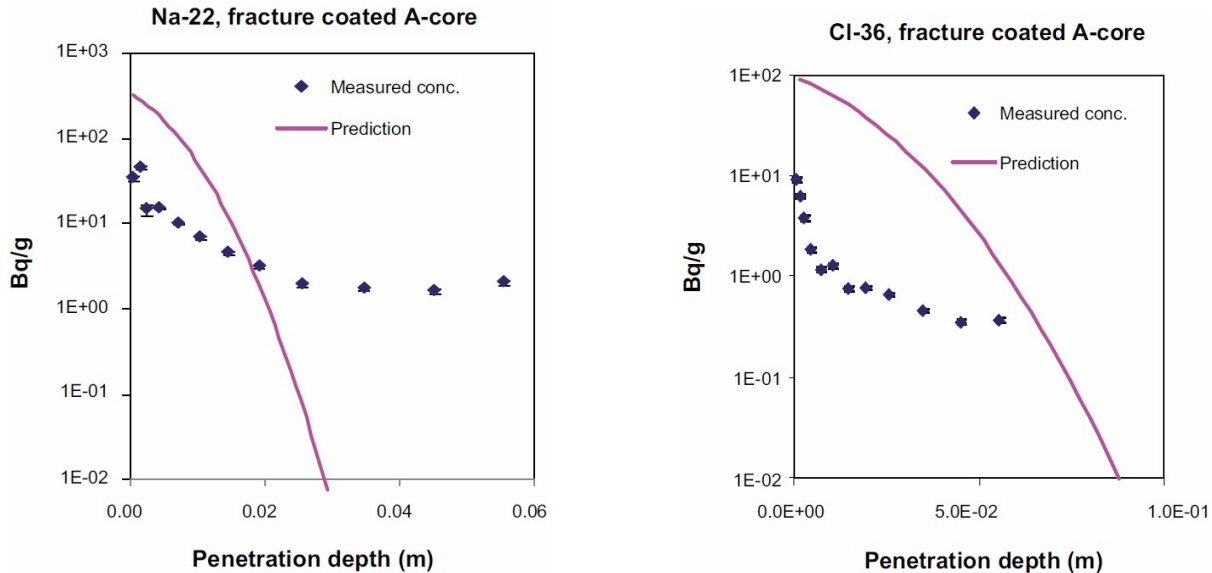 Na-22, fracture coated A-core
1E+03
1E+02
1E+01
1E+00
1E-01
1E-02
Bq/g
Measured conc.
Prediction
0.00 0.02 0.04 0.06
Penetration depth (m)
Cl-36, fracture coated A-core
1E+02
1E+01
1E+00
1E-01
1E-02
Bq/g
Measured conc.
Prediction
0.0E+00 5.0E-02 1.0E-01
Penetration depth (m)